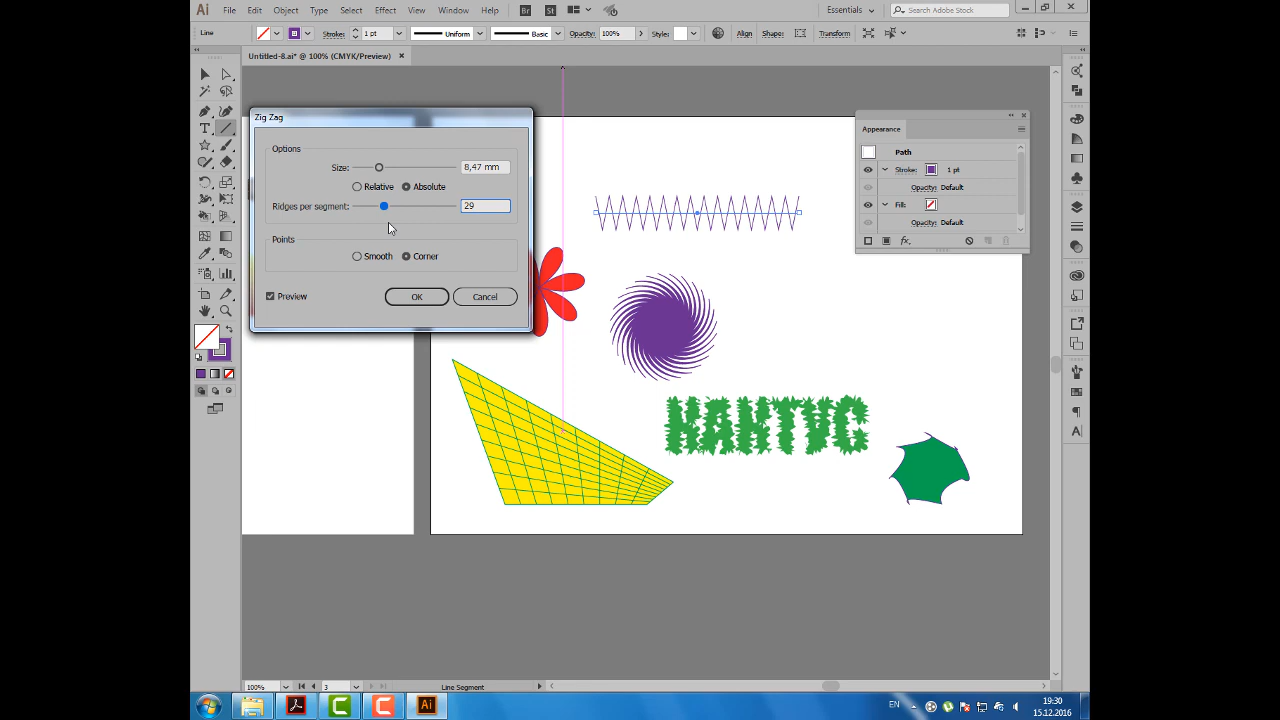 Ai File Edit Object Type Select Effect View Window Help Br St Essentials Search Adobe Stock
Line Stroke: 1 pt Uniform Basic Opacity: 100% Style: Align Shape: Transform
Untitled-8.ai* @ 100% (CMYK/Preview)
Zig Zag
Options
Size: 8,47 mm
Relative Absolute
Ridges per segment: 29
Points
Smooth Corner
Preview OK Cancel
Appearance
Path
Stroke: 1 pt
Opacity: Default
Fill:
Opacity: Default
fx
100% 3 Line Segment
Ai EN 19:30
15.12.2016